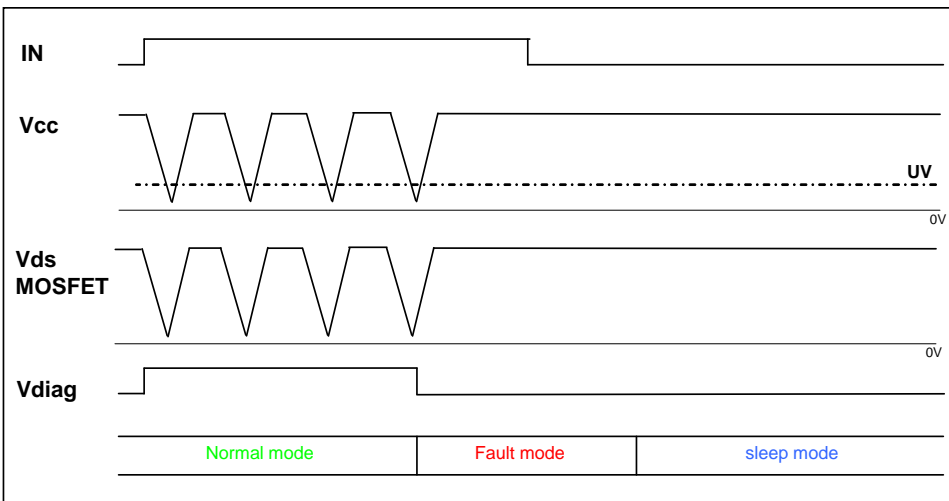 IN
Vcc
UV
0V
Vds
MOSFET
0V
Vdiag
Normal mode
Fault mode
sleep mode